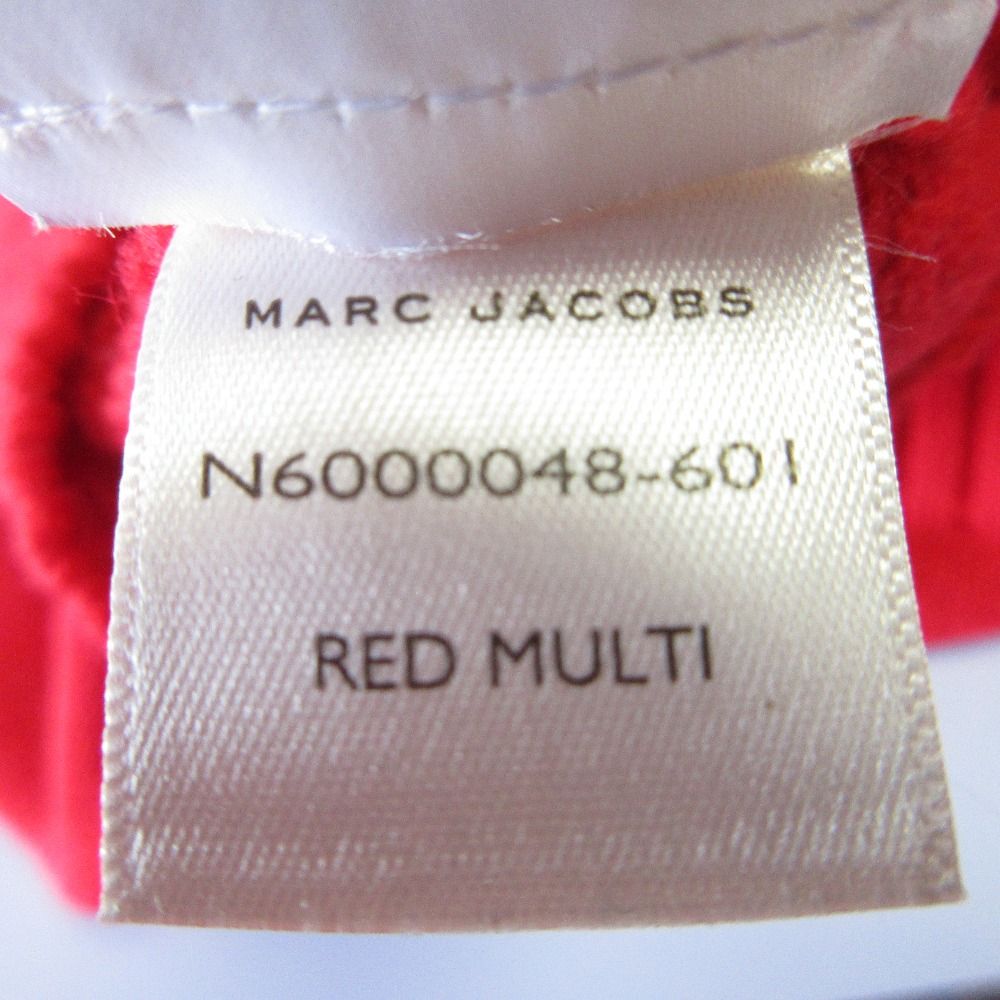 MARC JACOBS
N6000048-601
RED MULTI